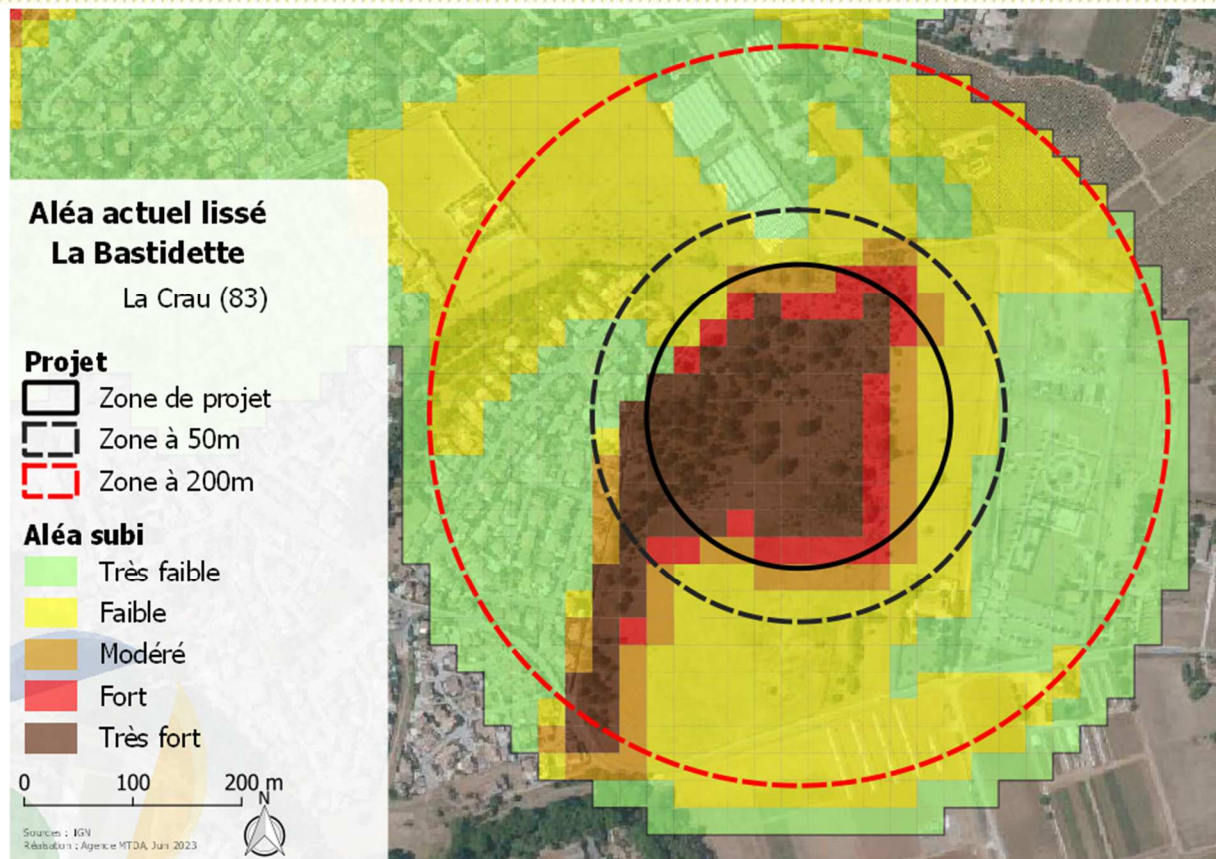 Aléa actuel lissé
La Bastidette
La Crau (83)
Projet
Zone de projet
Zone à 50m
Zone à 200m
Aléa subi
Très faible
Faible
Modéré
Fort
Très fort
0 100 200 m
N
Sources : IGN
Réalisation : Agence MTDA, Juin 2023